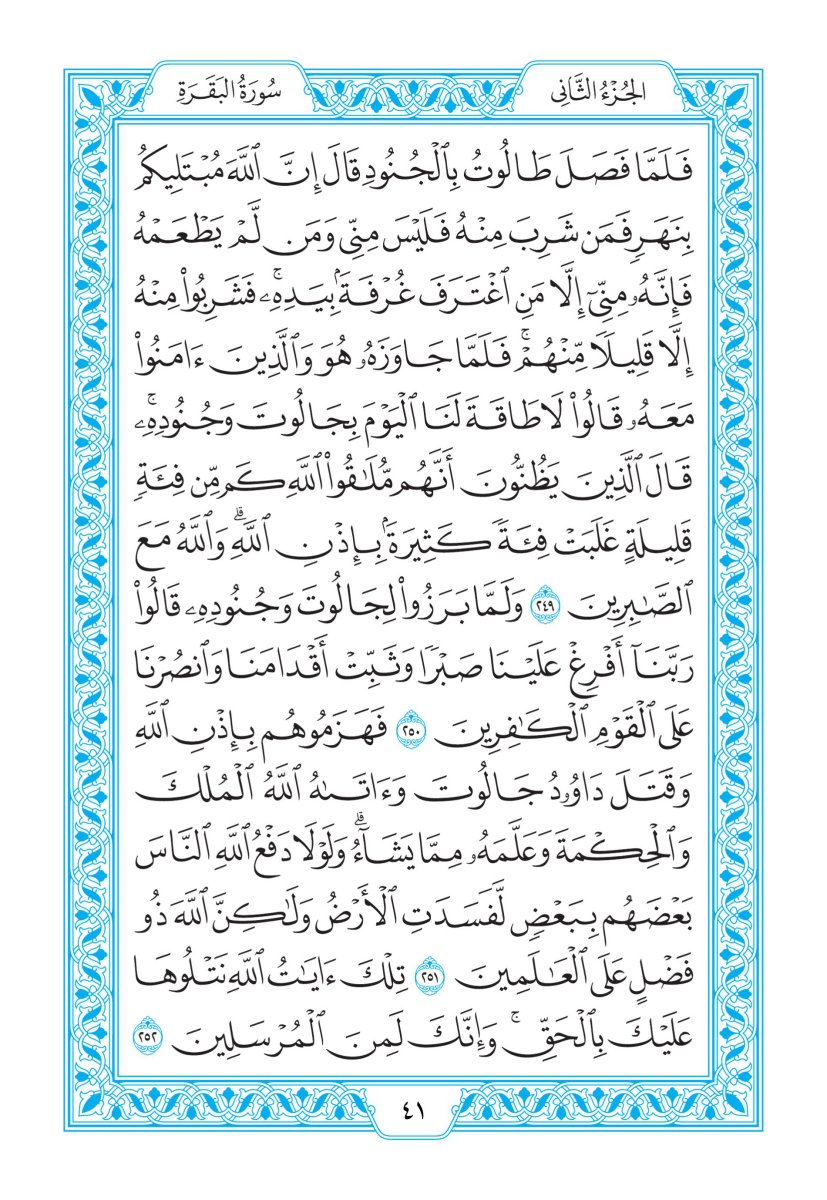 الجُزْءُ الثَّانِي
سُورَةُ البَقَرَةِ
فَلَمَّا فَصَلَ طَالُوتُ بِٱلْجُنُودِ قَالَ إِنَّ ٱللَّهَ مُبْتَلِيكُم
بِنَهَرٍ فَمَن شَرِبَ مِنْهُ فَلَيْسَ مِنِّي وَمَن لَّمْ يَطْعَمْهُ
فَإِنَّهُۥ مِنِّيٓ إِلَّا مَنِ ٱغْتَرَفَ غُرْفَةَۢ بِيَدِهِۦۚ فَشَرِبُوا۟ مِنْهُ
إِلَّا قَلِيلًا مِّنْهُمْۚ فَلَمَّا جَاوَزَهُۥ هُوَ وَٱلَّذِينَ ءَامَنُوا۟
مَعَهُۥ قَالُوا۟ لَا طَاقَةَ لَنَا ٱلْيَوْمَ بِجَالُوتَ وَجُنُودِهِۦۚ
قَالَ ٱلَّذِينَ يَظُنُّونَ أَنَّهُم مُّلَٰقُوا۟ ٱللَّهِ كَم مِّن فِئَةٍ
قَلِيلَةٍ غَلَبَتْ فِئَةً كَثِيرَةَۢ بِإِذْنِ ٱللَّهِۗ وَٱللَّهُ مَعَ
ٱلصَّٰبِرِينَ ٢٤٩ وَلَمَّا بَرَزُوا۟ لِجَالُوتَ وَجُنُودِهِۦ قَالُوا۟
رَبَّنَآ أَفْرِغْ عَلَيْنَا صَبْرًا وَثَبِّتْ أَقْدَامَنَا وَٱنصُرْنَا
عَلَى ٱلْقَوْمِ ٱلْكَٰفِرِينَ ٢٥٠ فَهَزَمُوهُم بِإِذْنِ ٱللَّهِ
وَقَتَلَ دَاوُۥدُ جَالُوتَ وَءَاتَىٰهُ ٱللَّهُ ٱلْمُلْكَ
وَٱلْحِكْمَةَ وَعَلَّمَهُۥ مِمَّا يَشَآءُۗ وَلَوْلَا دَفْعُ ٱللَّهِ ٱلنَّاسَ
بَعْضَهُم بِبَعْضٍ لَّفَسَدَتِ ٱلْأَرْضُ وَلَٰكِنَّ ٱللَّهَ ذُو
فَضْلٍ عَلَى ٱلْعَٰلَمِينَ ٢٥١ تِلْكَ ءَايَٰتُ ٱللَّهِ نَتْلُوهَا
عَلَيْكَ بِٱلْحَقِّۚ وَإِنَّكَ لَمِنَ ٱلْمُرْسَلِينَ ٢٥٢
٤١